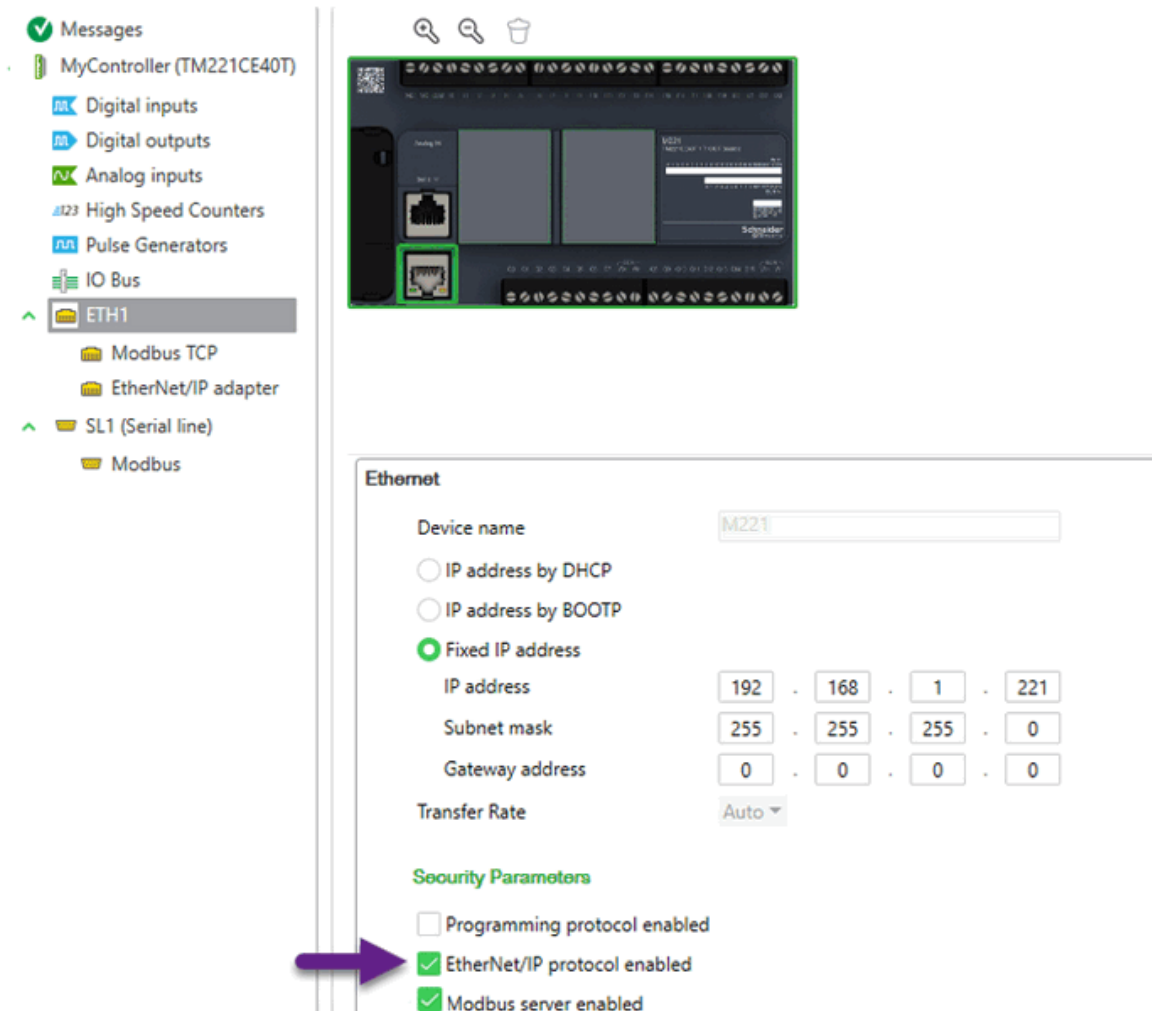 Messages
MyController (TM221CE40T)
Digital inputs
Digital outputs
Analog inputs
123 High Speed Counters
Pulse Generators
IO Bus
ETH1
Modbus TCP
EtherNet/IP adapter
SL1 (Serial line)
Modbus
M221
Schneider
Ethernet
Device name M221
IP address by DHCP
IP address by BOOTP
Fixed IP address
IP address 192 . 168 . 1 . 221
Subnet mask 255 . 255 . 255 . 0
Gateway address 0 . 0 . 0 . 0
Transfer Rate Auto
Security Parameters
Programming protocol enabled
EtherNet/IP protocol enabled
Modbus server enabled